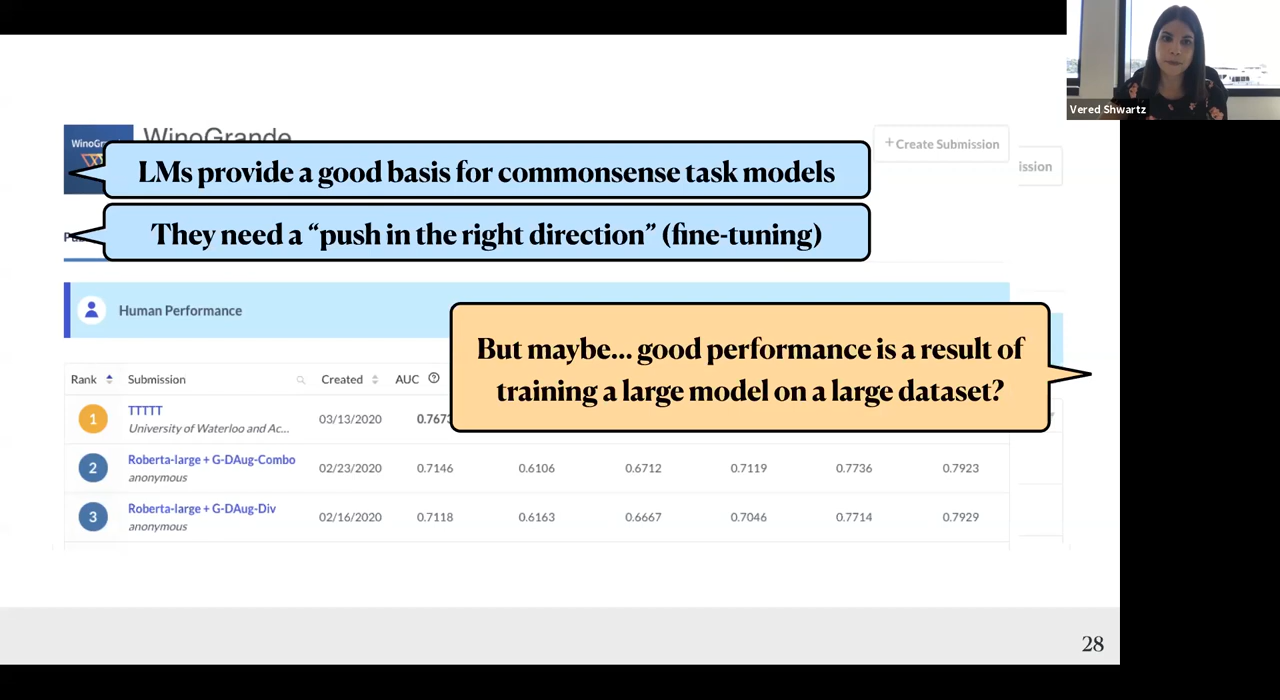 Vered Shwartz
WinoGrande
+ Create Submission
ission
LMs provide a good basis for commonsense task models
They need a “push in the right direction” (fine-tuning)
Human Performance
But maybe... good performance is a result of
training a large model on a large dataset?
Rank Submission Created AUC
1 TTTTT 03/13/2020 0.7673
University of Waterloo and Ac...
2 Roberta-large + G-DAug-Combo 02/23/2020 0.7146 0.6106 0.6712 0.7119 0.7736 0.7923
anonymous
3 Roberta-large + G-DAug-Div 02/16/2020 0.7118 0.6163 0.6667 0.7046 0.7714 0.7929
anonymous
28